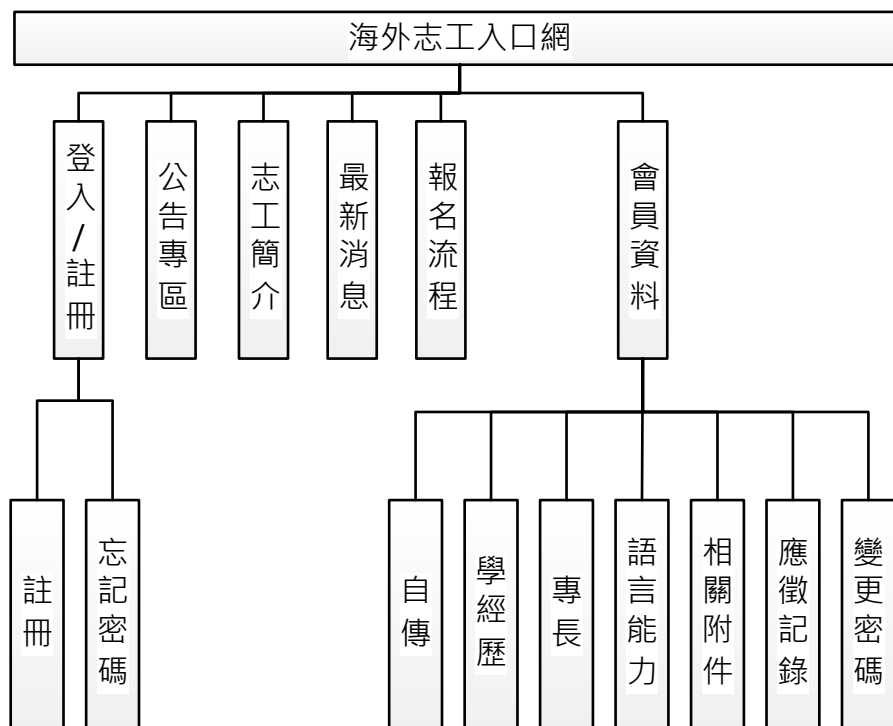 海外志工入口網
登入/註冊
公告專區
志工簡介
最新消息
報名流程
會員資料
註冊
忘記密碼
自傳
學經歷
專長
語言能力
相關附件
應徵記錄
變更密碼